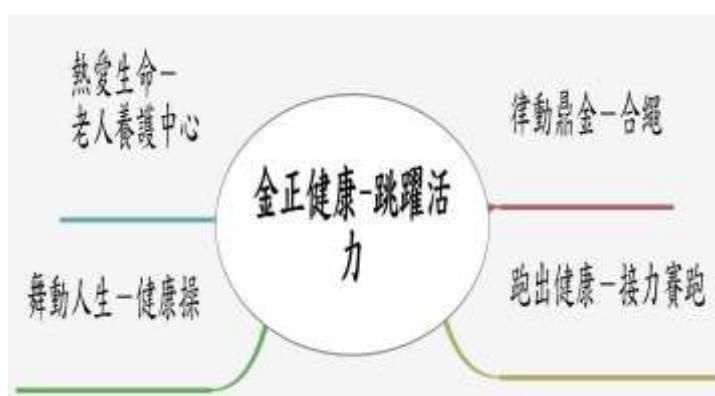 熱愛生命－
老人養護中心
律動鼎金－合繩
金正健康-跳躍活
力
舞動人生－健康操
跑出健康－接力賽跑